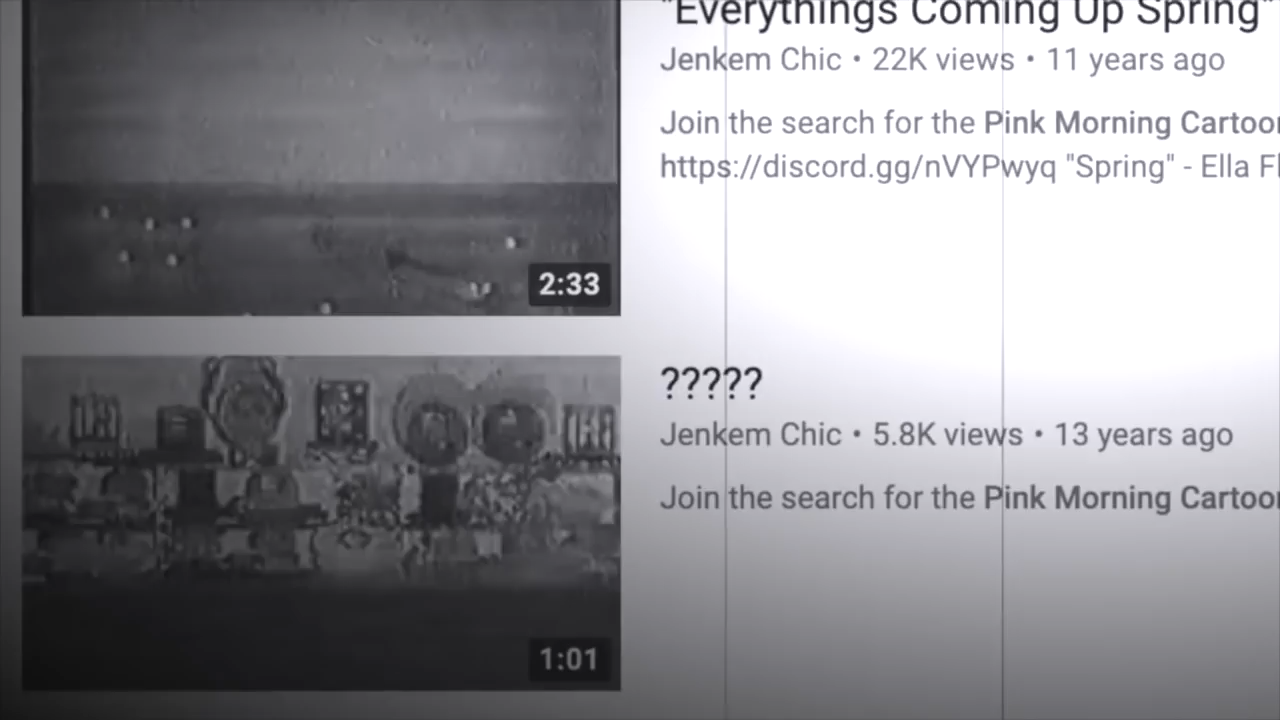 "Everythings Coming Up Spring"
Jenkem Chic • 22K views • 11 years ago
Join the search for the Pink Morning Cartoo
https://discord.gg/nVYPwyq "Spring" - Ella F
2:33
?????
Jenkem Chic • 5.8K views • 13 years ago
Join the search for the Pink Morning Cartoo
1:01